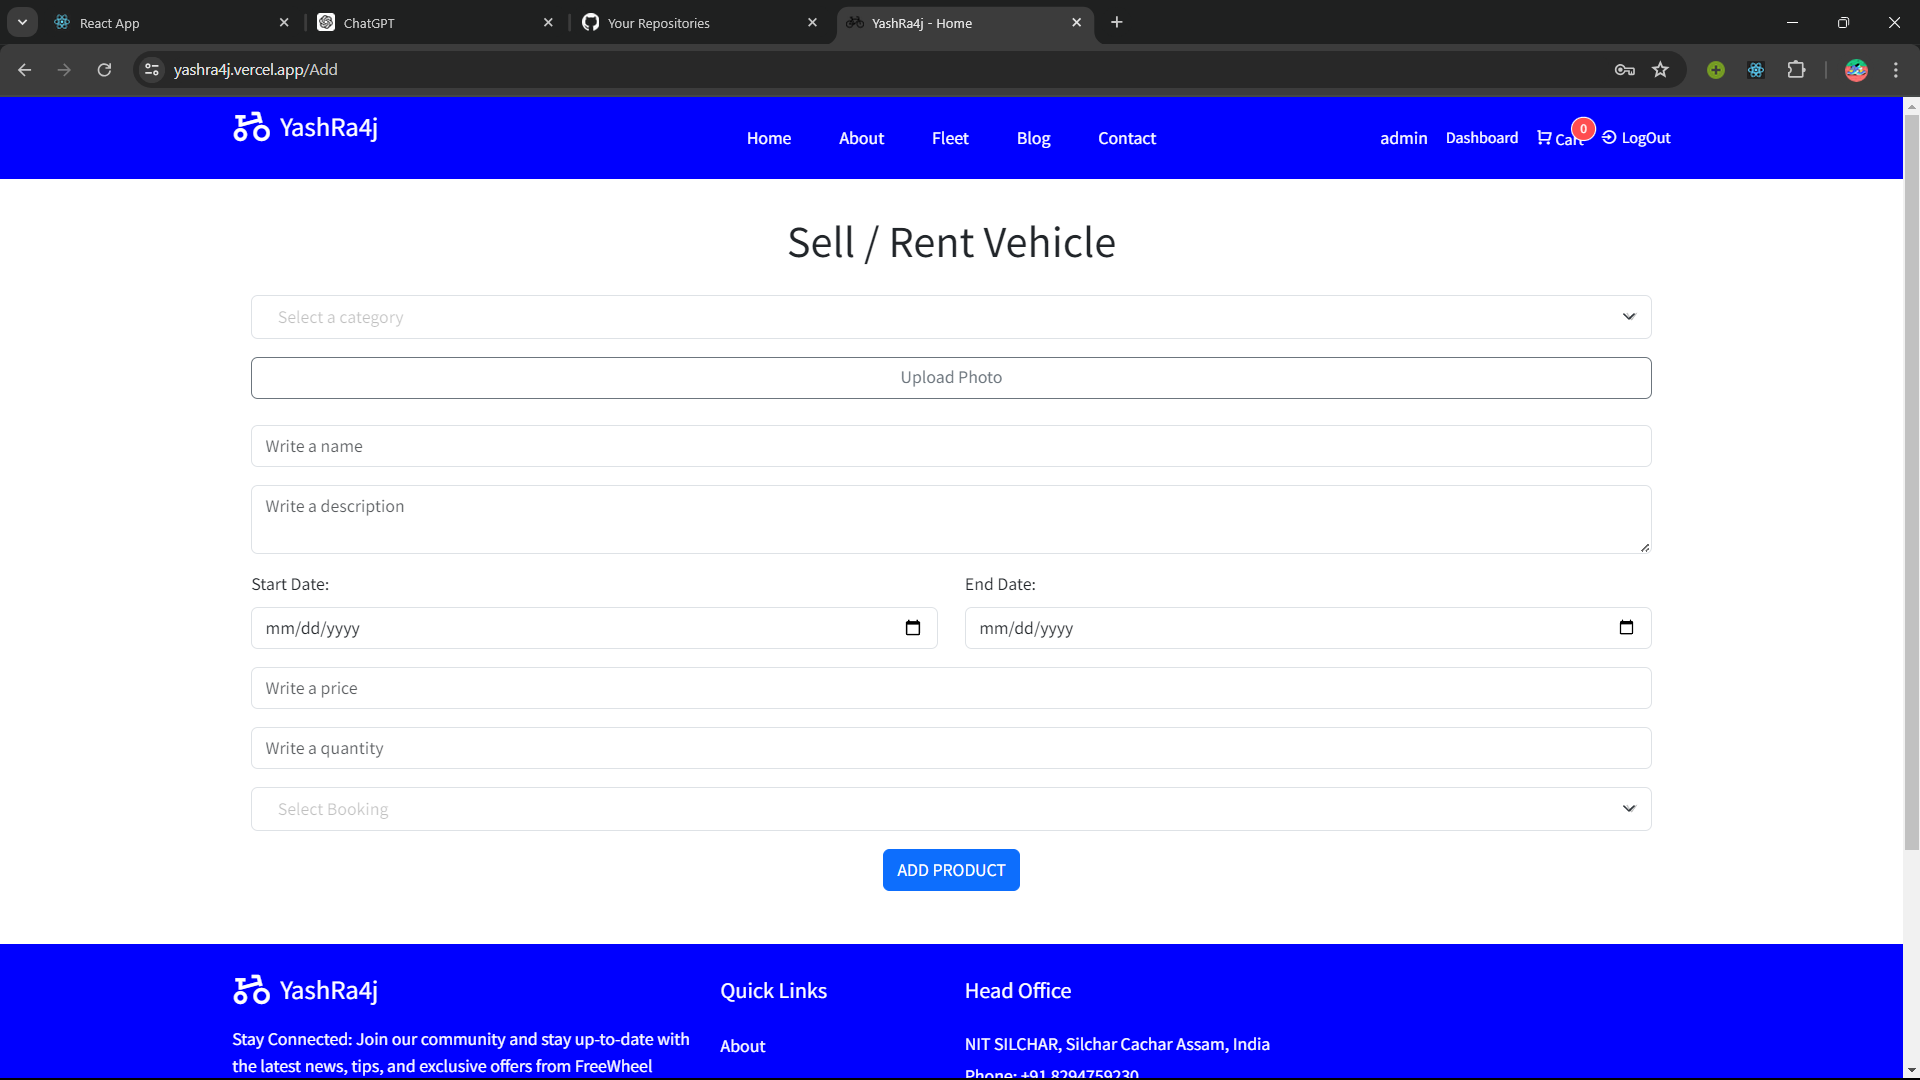 React App
ChatGPT
Your Repositories
YashRa4j - Home
yashra4j.vercel.app/Add
YashRa4j
Home
About
Fleet
Blog
Contact
admin
Dashboard
Cart
0
LogOut
Sell / Rent Vehicle
Select a category
Upload Photo
Write a name
Write a description
Start Date:
End Date:
mm/dd/yyyy
mm/dd/yyyy
Write a price
Write a quantity
Select Booking
ADD PRODUCT
YashRa4j
Quick Links
Head Office
Stay Connected: Join our community and stay up-to-date with
the latest news, tips, and exclusive offers from FreeWheel
About
NIT SILCHAR, Silchar Cachar Assam, India
Phone: +91 8294759230